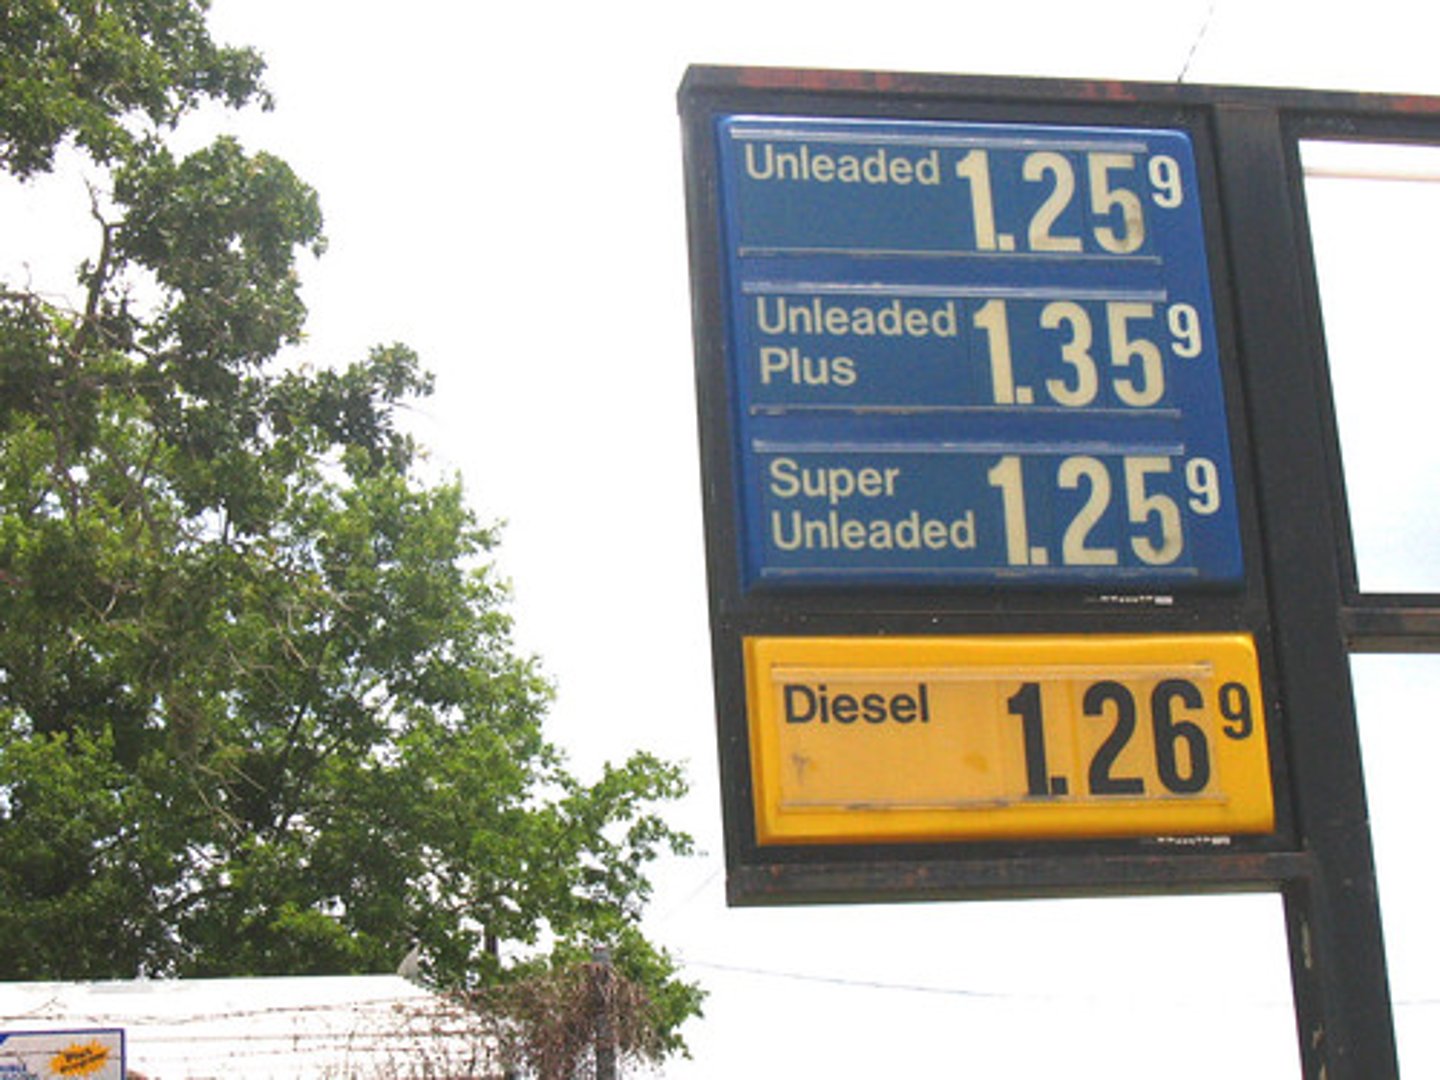 Unleaded 1.25 9
Unleaded
Plus 1.35 9
Super
Unleaded 1.25 9
Diesel 1.26 9